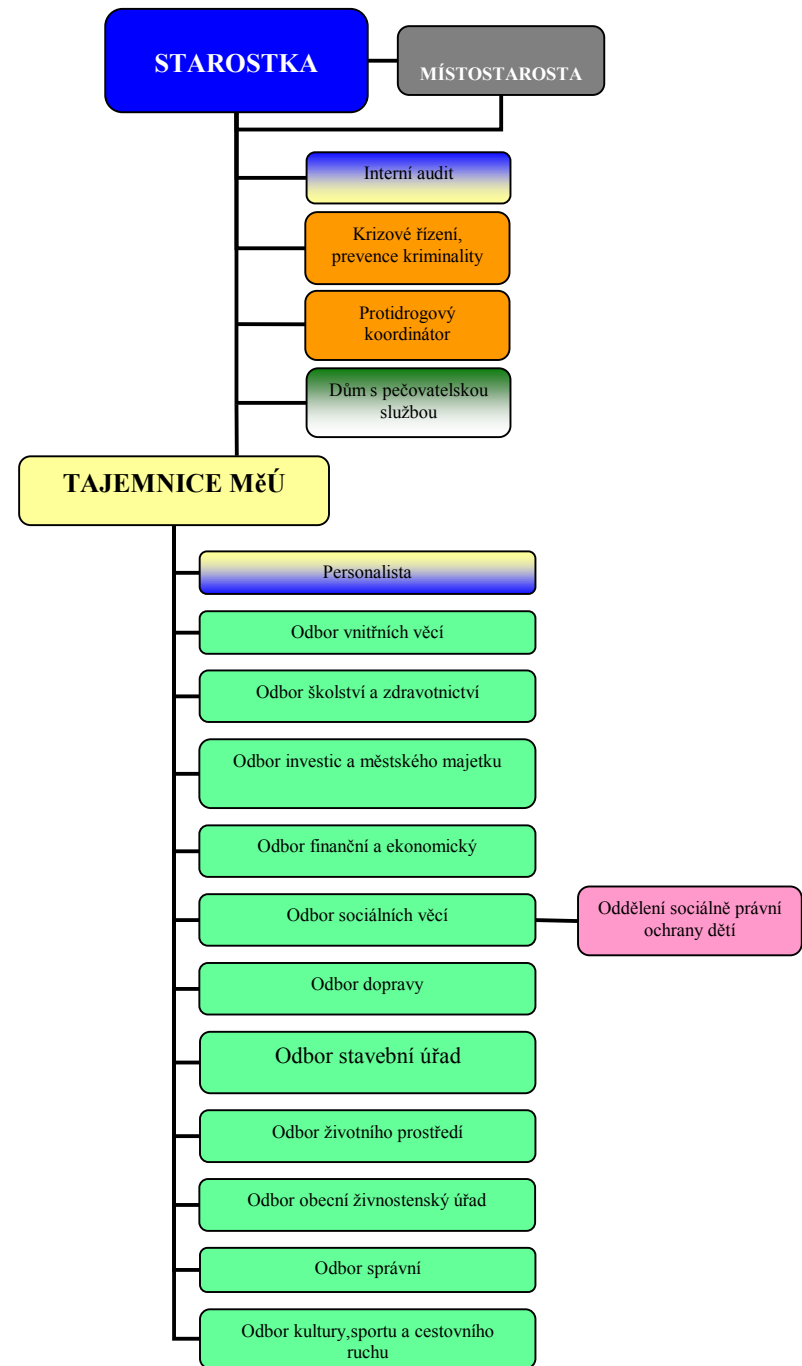 STAROSTKA
MÍSTOSTAROSTA
Interní audit
Krizové řízení,
prevence kriminality
Protidrogový
koordinátor
Dům s pečovatelskou
službou
TAJEMNICE MěÚ
Personalista
Odbor vnitřních věcí
Odbor školství a zdravotnictví
Odbor investic a městského majetku
Odbor finanční a ekonomický
Odbor sociálních věcí
Oddělení sociálně právní
ochrany dětí
Odbor dopravy
Odbor stavební úřad
Odbor životního prostředí
Odbor obecní živnostenský úřad
Odbor správní
Odbor kultury,sportu a cestovního
ruchu